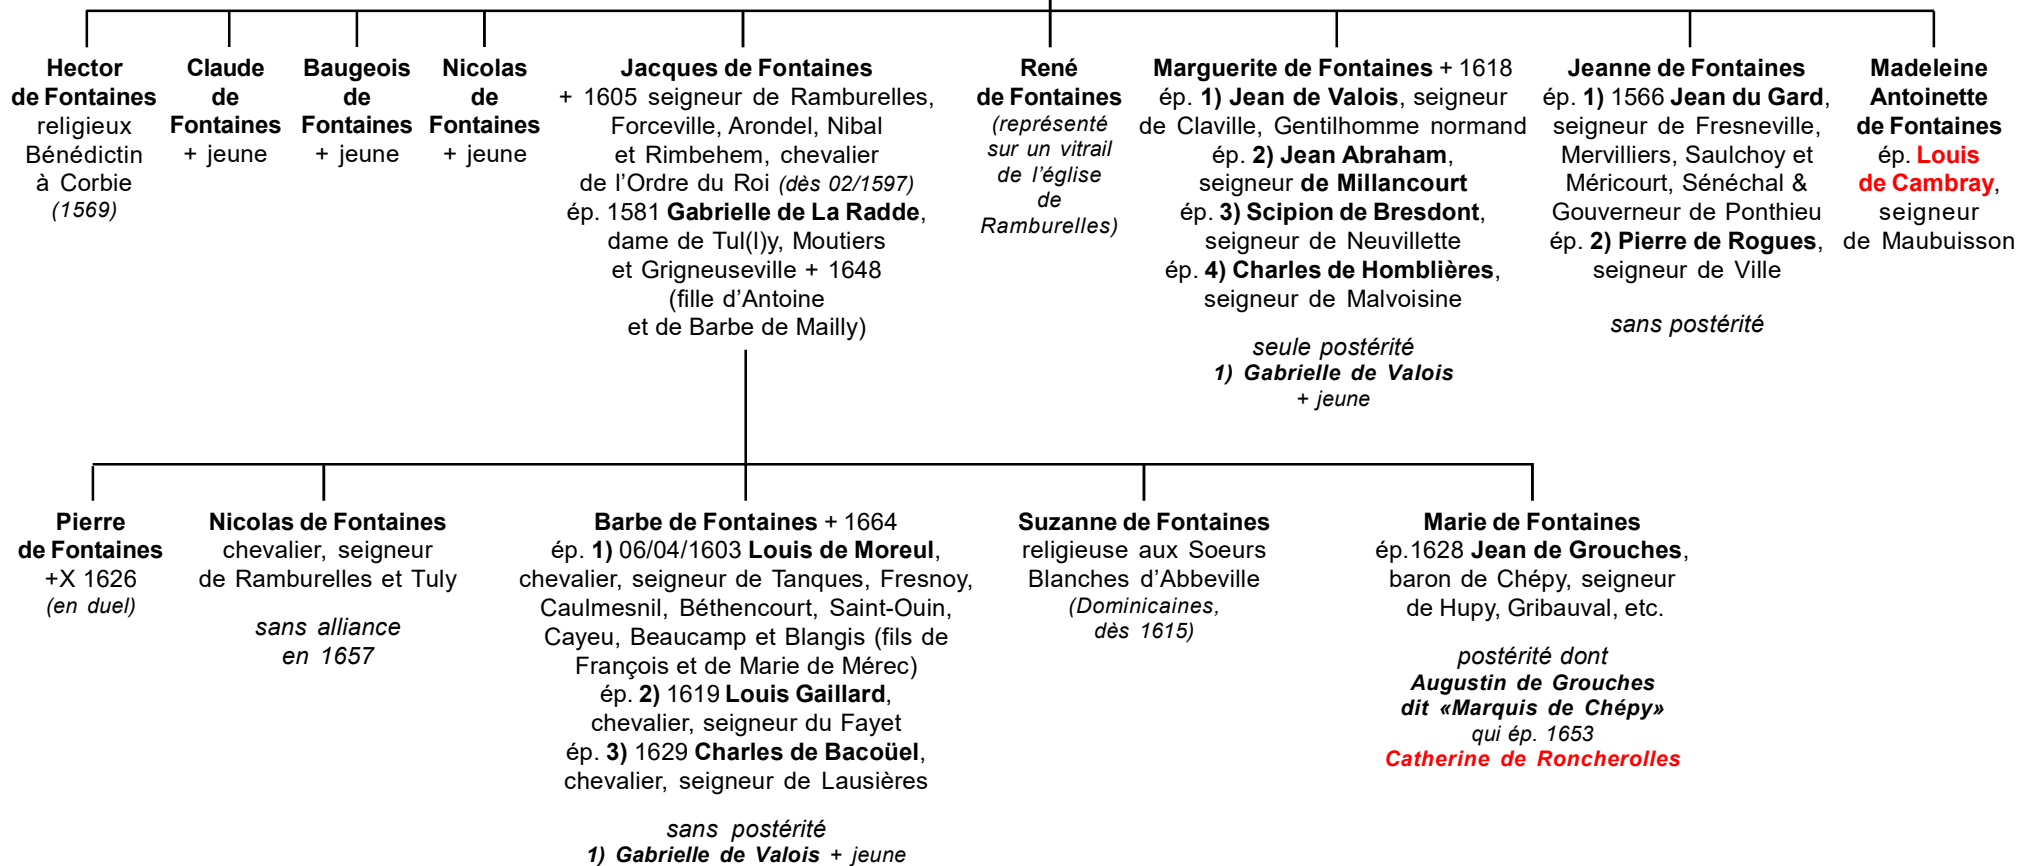 Hector
de Fontaines
religieux
Bénédictin
à Corbie
(1569)
Claude
de
Fontaines
+ jeune
Baugeois
de
Fontaines
+ jeune
Nicolas
de
Fontaines
+ jeune
Jacques de Fontaines
+ 1605 seigneur de Ramburelles,
Forceville, Arondel, Nibal
et Rimbehem, chevalier
de l’Ordre du Roi (dès 02/1597)
ép. 1581 Gabrielle de La Radde,
dame de Tul(l)y, Moutiers
et Grigneuseville + 1648
(fille d’Antoine
et de Barbe de Mailly)
René
de Fontaines
(représenté
sur un vitrail
de l’église
de
Ramburelles)
Marguerite de Fontaines + 1618
ép. 1) Jean de Valois, seigneur
de Claville, Gentilhomme normand
ép. 2) Jean Abraham,
seigneur de Millancourt
ép. 3) Scipion de Bresdont,
seigneur de Neuvillette
ép. 4) Charles de Homblières,
seigneur de Malvoisine
seule postérité
1) Gabrielle de Valois
+ jeune
Jeanne de Fontaines
ép. 1) 1566 Jean du Gard,
seigneur de Fresneville,
Mervilliers, Saulchoy et
Méricourt, Sénéchal &
Gouverneur de Ponthieu
ép. 2) Pierre de Rogues,
seigneur de Ville
sans postérité
Madeleine
Antoinette
de Fontaines
ép. Louis
de Cambray,
seigneur
de Maubuisson
Pierre
de Fontaines
+X 1626
(en duel)
Nicolas de Fontaines
chevalier, seigneur
de Ramburelles et Tuly
sans alliance
en 1657
Barbe de Fontaines + 1664
ép. 1) 06/04/1603 Louis de Moreul,
chevalier, seigneur de Tanques, Fresnoy,
Caulmesnil, Béthencourt, Saint-Ouin,
Cayeu, Beaucamp et Blangis (fils de
François et de Marie de Mérec)
ép. 2) 1619 Louis Gaillard,
chevalier, seigneur du Fayet
ép. 3) 1629 Charles de Bacoüel,
chevalier, seigneur de Lausières
sans postérité
1) Gabrielle de Valois + jeune
Suzanne de Fontaines
religieuse aux Soeurs
Blanches d’Abbeville
(Dominicaines,
dès 1615)
Marie de Fontaines
ép.1628 Jean de Grouches,
baron de Chépy, seigneur
de Hupy, Gribauval, etc.
postérité dont
Augustin de Grouches
dit «Marquis de Chépy»
qui ép. 1653
Catherine de Roncherolles